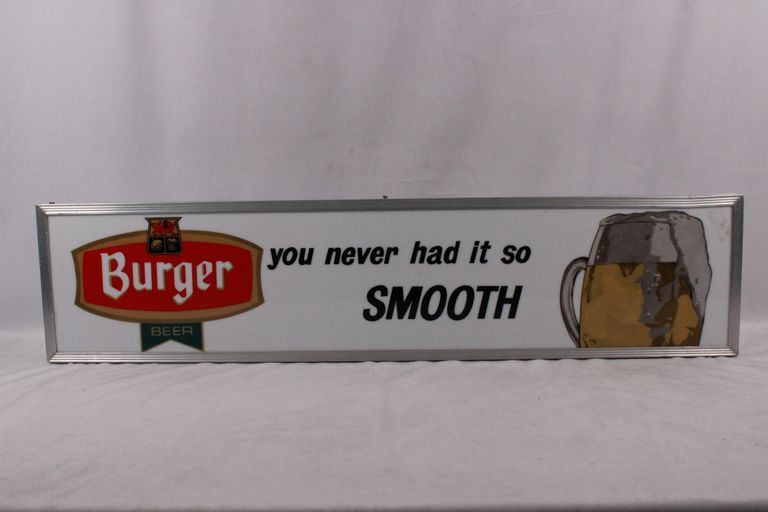 Burger
BEER
you never had it so
SMOOTH